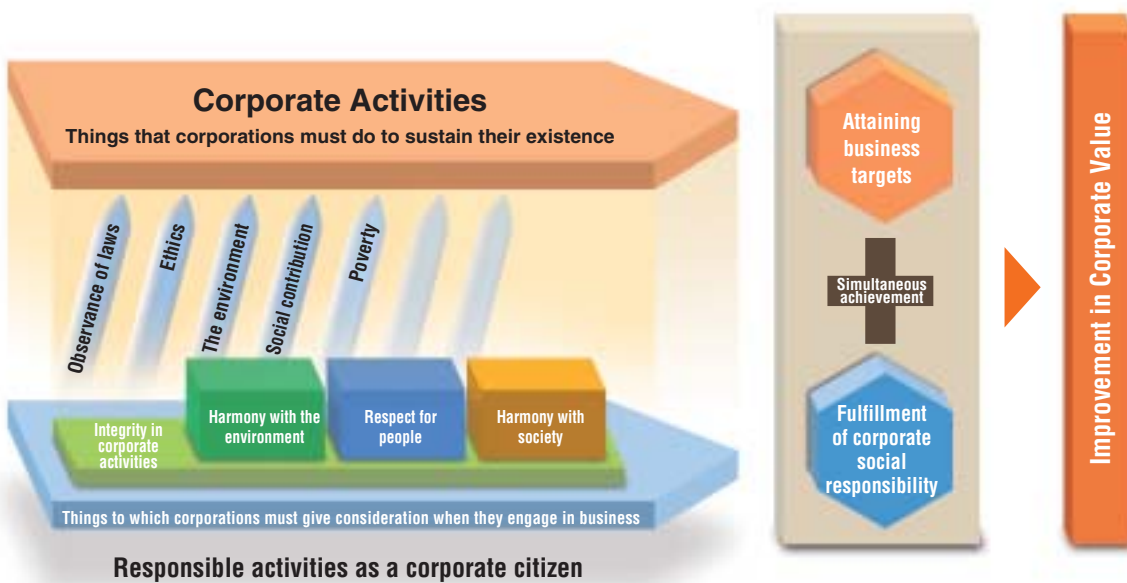 Corporate Activities
Things that corporations must do to sustain their existence
Observance of laws
Ethics
The environment
Social contribution
Poverty
Integrity in
corporate
activities
Harmony with the
environment
Respect for
people
Harmony with
society
Things to which corporations must give consideration when they engage in business
Responsible activities as a corporate citizen
Attaining
business
targets
Simultaneous
achievement
Fulfillment
of corporate
social
responsibility
Improvement in Corporate Value